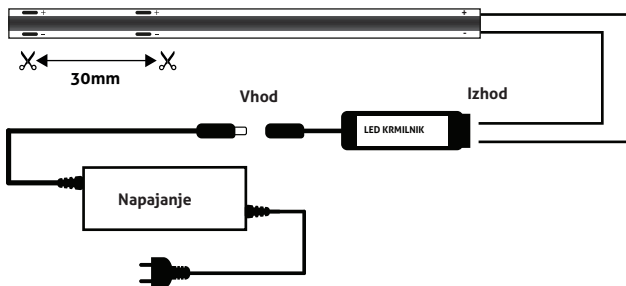 + + +
- - -
30mm
Vhod
Izhod
LED KRMILNIK
Napajanje